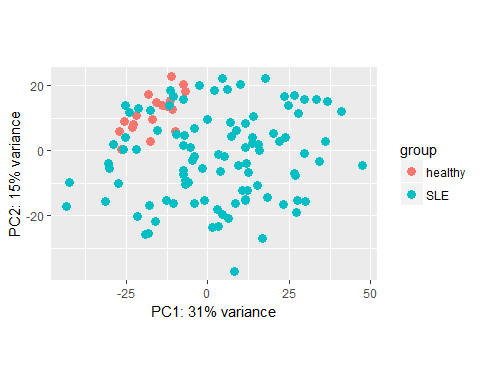 20
0
-20
PC2: 15% variance
-25
0
25
50
PC1: 31% variance
group
healthy
SLE